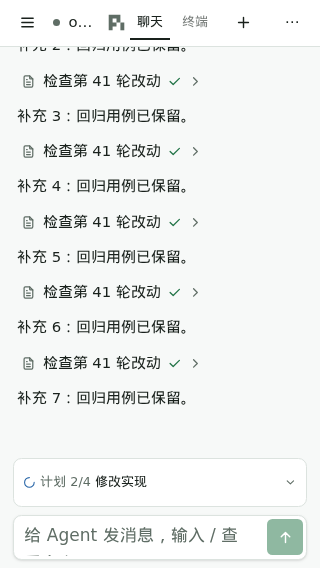 o...
聊天
终端
检查第 41 轮改动
补充 3：回归用例已保留。
检查第 41 轮改动
补充 4：回归用例已保留。
检查第 41 轮改动
补充 5：回归用例已保留。
检查第 41 轮改动
补充 6：回归用例已保留。
检查第 41 轮改动
补充 7：回归用例已保留。
计划 2/4 修改实现
给 Agent 发消息，输入 / 查